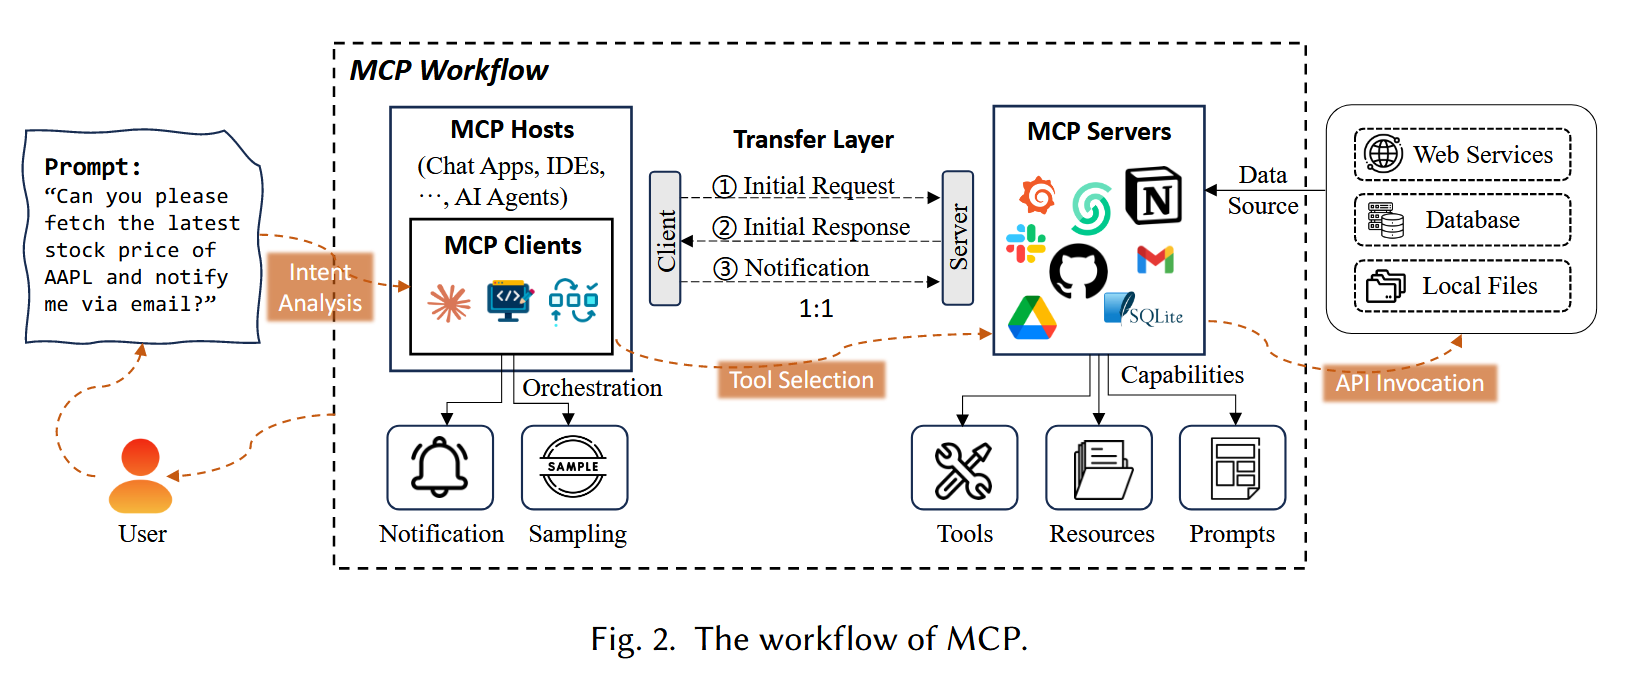 MCP Workflow
Prompt:
“Can you please
fetch the latest
stock price of
AAPL and notify
me via email?”
User
Intent
Analysis
MCP Hosts
(Chat Apps, IDEs,
…, AI Agents)
MCP Clients
</>
Orchestration
Notification
SAMPLE
Sampling
Transfer Layer
Client
① Initial Request
② Initial Response
③ Notification
1:1
Server
Tool Selection
MCP Servers
N
SQLite
Capabilities
Tools
Resources
Prompts
Data
Source
Web Services
Database
Local Files
API Invocation
Fig. 2. The workflow of MCP.